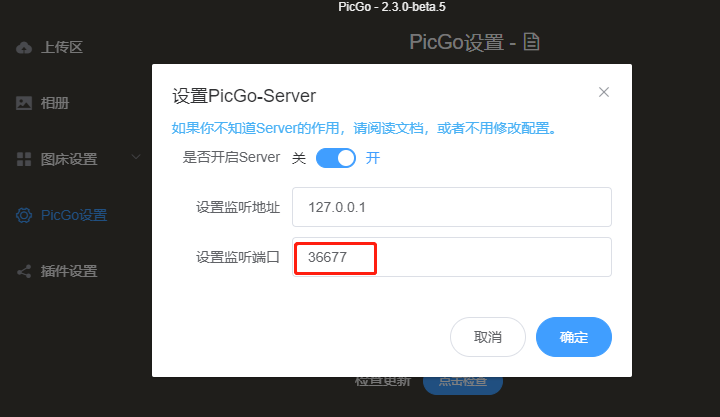 PicGo - 2.3.0-beta.5
上传区
PicGo设置 -
相册
图床设置
PicGo设置
插件设置
设置PicGo-Server
如果你不知道Server的作用，请阅读文档，或者不用修改配置。
是否开启Server 关 开
设置监听地址 127.0.0.1
设置监听端口 36677
取消 确定
检查更新 点击检查